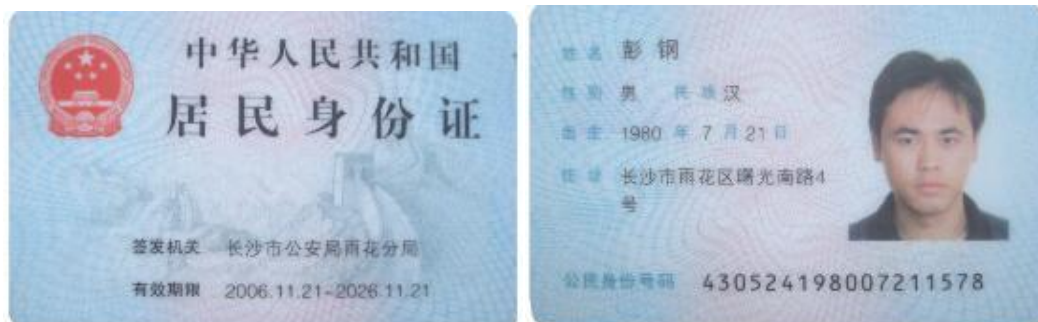 中华人民共和国
居民身份证
签发机关 长沙市公安局雨花分局
有效期限 2006.11.21-2026.11.21
姓名 彭钢
性别 男 民族 汉
出生 1980 年 7 月 21 日
住址 长沙市雨花区曙光南路4
号
公民身份号码 430524198007211578